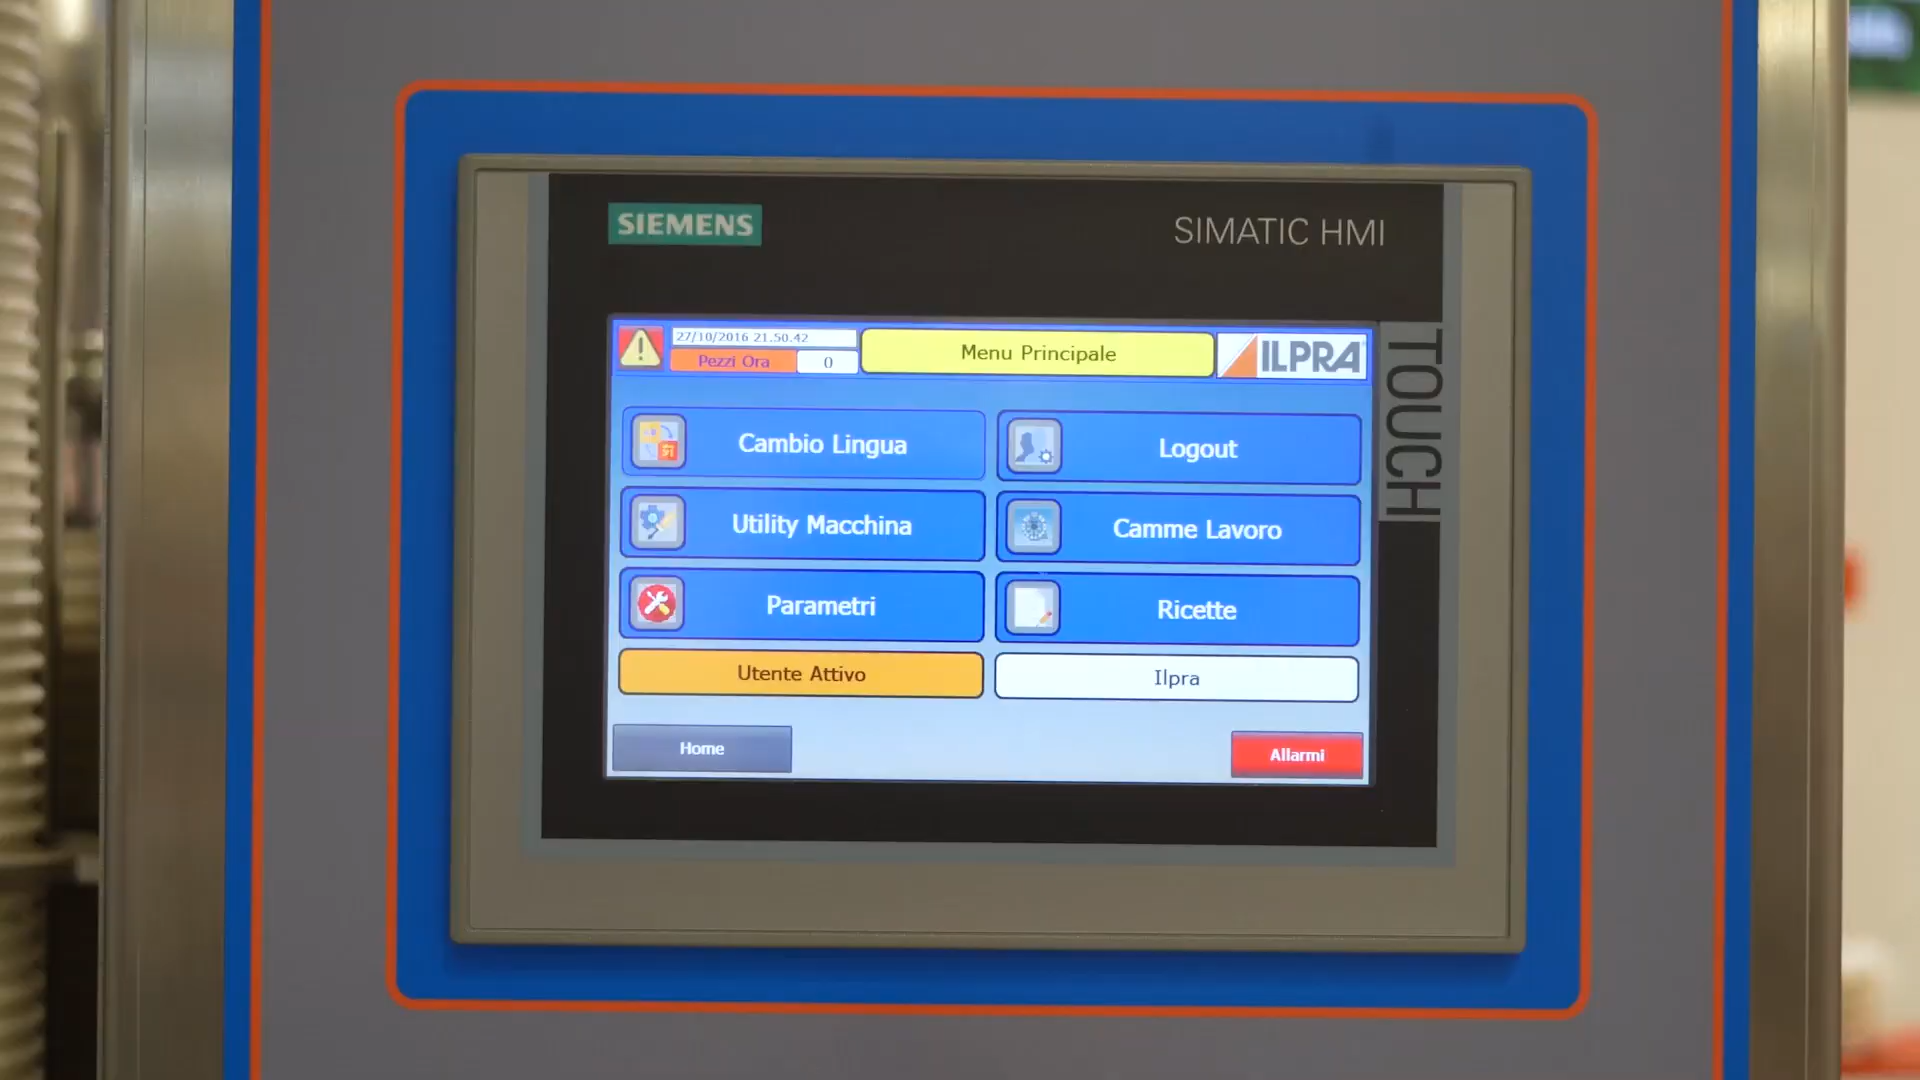 SIEMENS
SIMATIC HMI
TOUCH
27/10/2016 21.50.42
Pezzi Ora 0
Menu Principale
ILPRA
Cambio Lingua
Logout
Utility Macchina
Camme Lavoro
Parametri
Ricette
Utente Attivo
Ilpra
Home
Allarmi